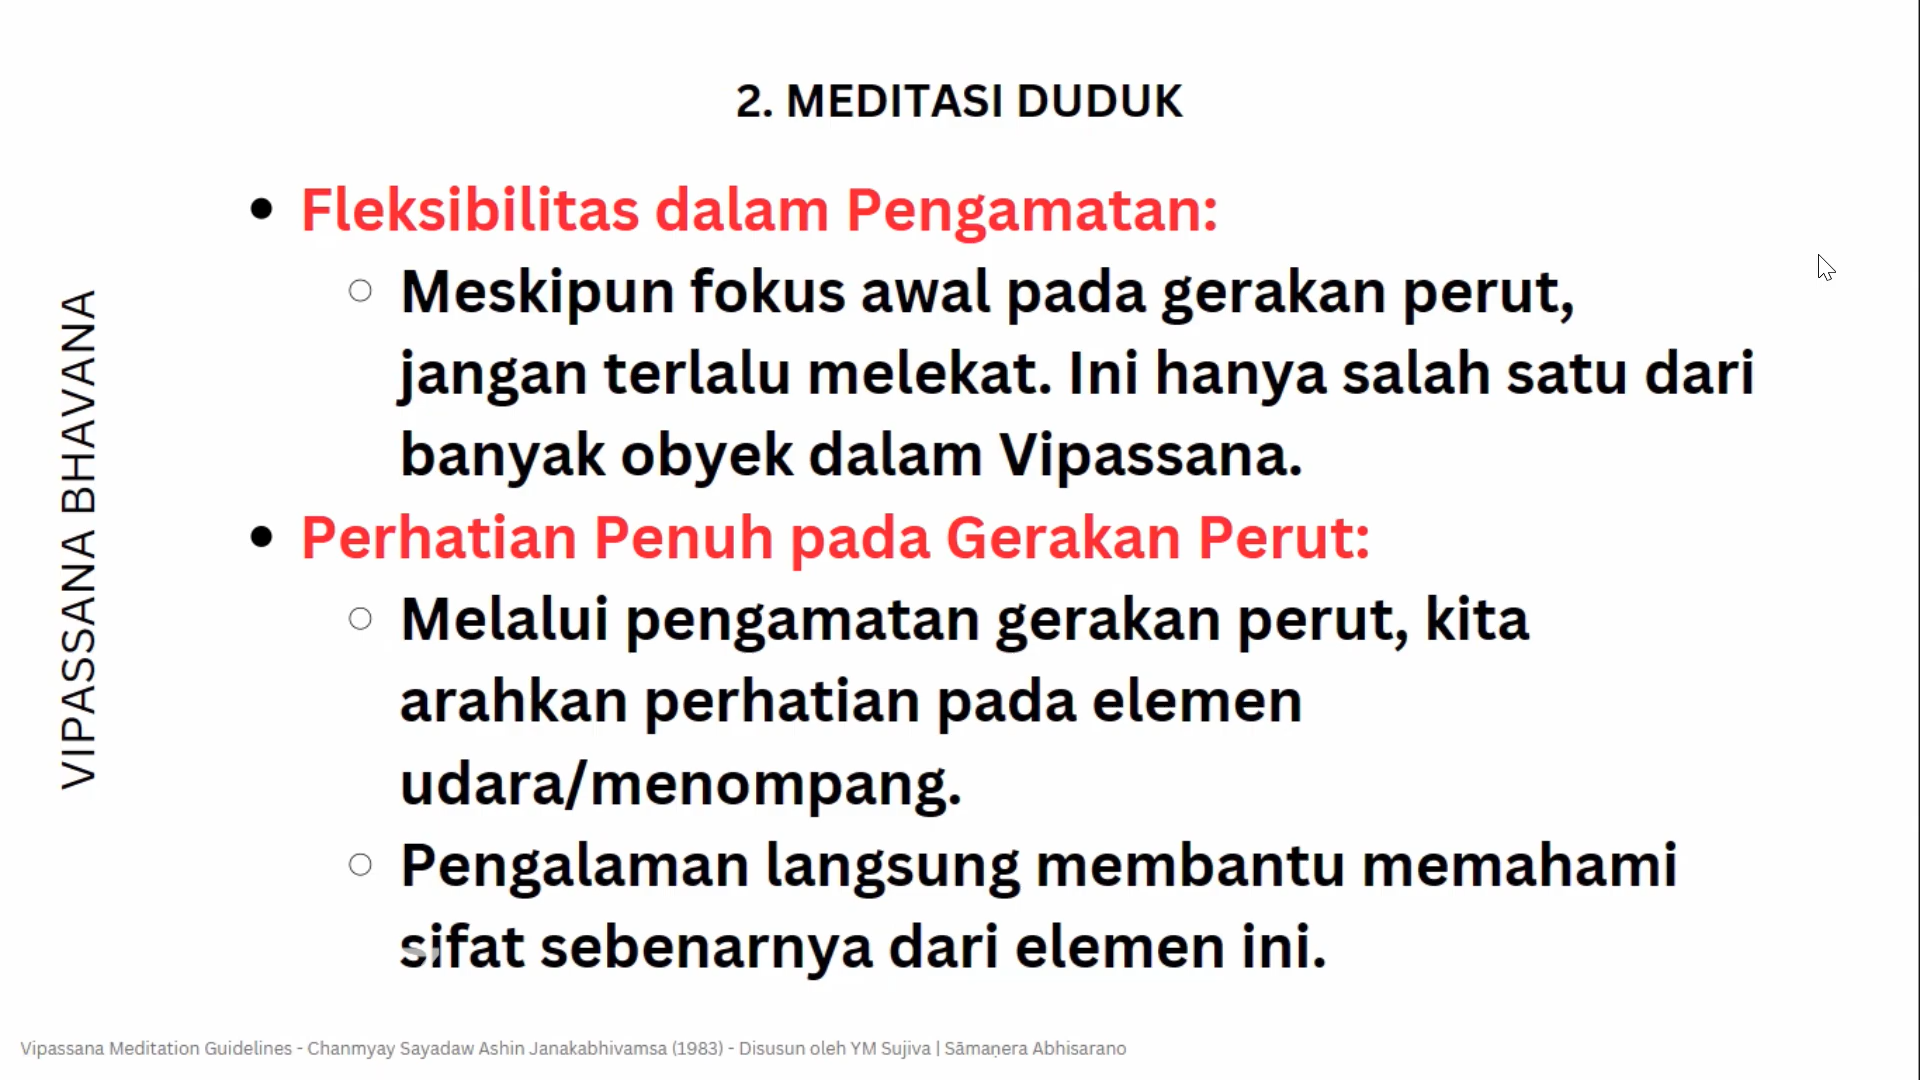 2. MEDITASI DUDUK
Fleksibilitas dalam Pengamatan:
Meskipun fokus awal pada gerakan perut,
jangan terlalu melekat. Ini hanya salah satu dari
banyak obyek dalam Vipassana.
Perhatian Penuh pada Gerakan Perut:
Melalui pengamatan gerakan perut, kita
arahkan perhatian pada elemen
udara/menompang.
Pengalaman langsung membantu memahami
sifat sebenarnya dari elemen ini.
VIPASSANA BHAVANA
Vipassana Meditation Guidelines - Chanmyay Sayadaw Ashin Janakabhivamsa (1983) - Disusun oleh YM Sujiva | Sāmaṇera Abhisarano